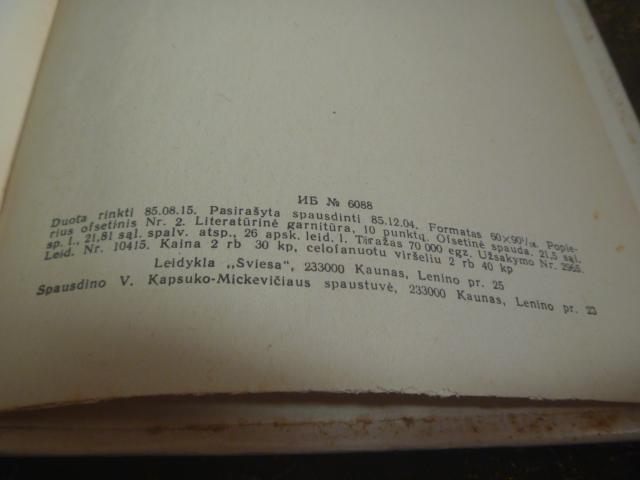 ИБ № 6088
Duota rinkti 85.08.15. Pasirašyta spausdinti 85.12.04. Formatas 60×90¹/₁₆. Popie-
rius ofsetinis Nr. 2. Literatūrinė garnitūra, 10 punktų. Ofsetinė spauda. 21,5 sąl.
sp. l., 21,81 sąl. spalv. atsp., 26 apsk. leid. l. Tiražas 70 000 egz. Užsakymo Nr. 2965.
Leid. Nr. 10415. Kaina 2 rb 30 kp, celofanuotu viršeliu 2 rb 40 kp
Leidykla „Šviesa“, 233000 Kaunas, Lenino pr. 25
Spausdino V. Kapsuko-Mickevičiaus spaustuvė, 233000 Kaunas, Lenino pr. 23